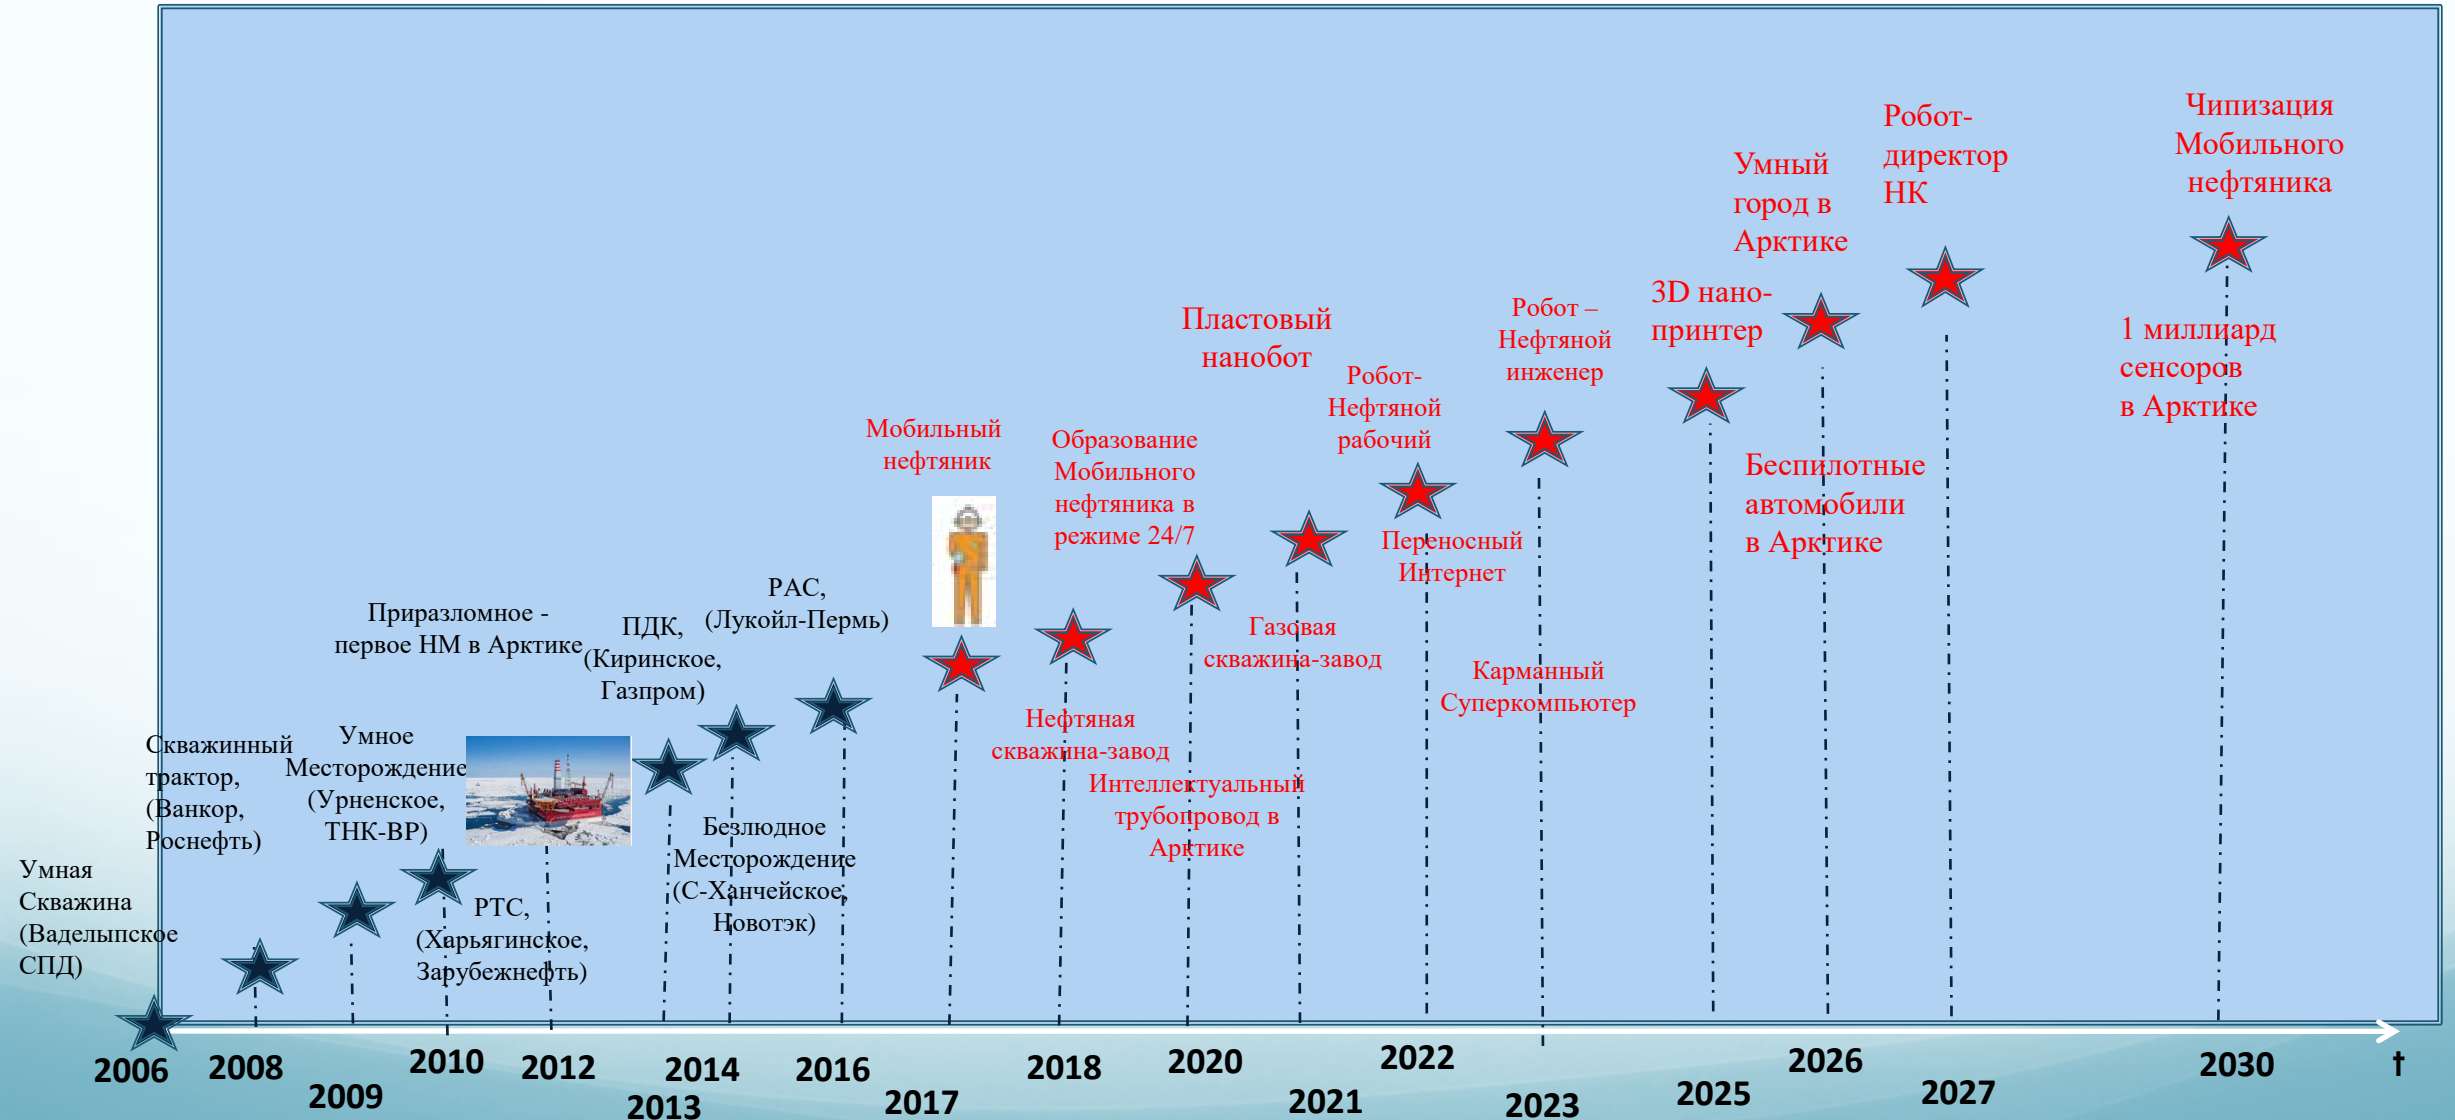 Умная
Скважина
(Ваделыпское
СПД)
Скважинный
трактор,
(Ванкор,
Роснефть)
Умное
Месторождение
(Урненское,
ТНК-ВР)
РТС,
(Харьягинское,
Зарубежнефть)
Приразломное -
первое НМ в Арктике
ПДК,
(Киринское,
Газпром)
Безлюдное
Месторождение
(С-Ханчейское,
Новотэк)
РАС,
(Лукойл-Пермь)
Мобильный
нефтяник
Нефтяная
скважина-завод
Образование
Мобильного
нефтяника в
режиме 24/7
Интеллектуальный
трубопровод в
Арктике
Пластовый
нанобот
Газовая
скважина-завод
Робот-
Нефтяной
рабочий
Переносный
Интернет
Робот –
Нефтяной
инженер
Карманный
Суперкомпьютер
3D нано-
принтер
Умный
город в
Арктике
Беспилотные
автомобили
в Арктике
Робот-
директор
НК
Чипизация
Мобильного
нефтяника
1 миллиард
сенсоров
в Арктике
2006
2008
2009
2010
2012
2013
2014
2016
2017
2018
2020
2021
2022
2023
2025
2026
2027
2030
t